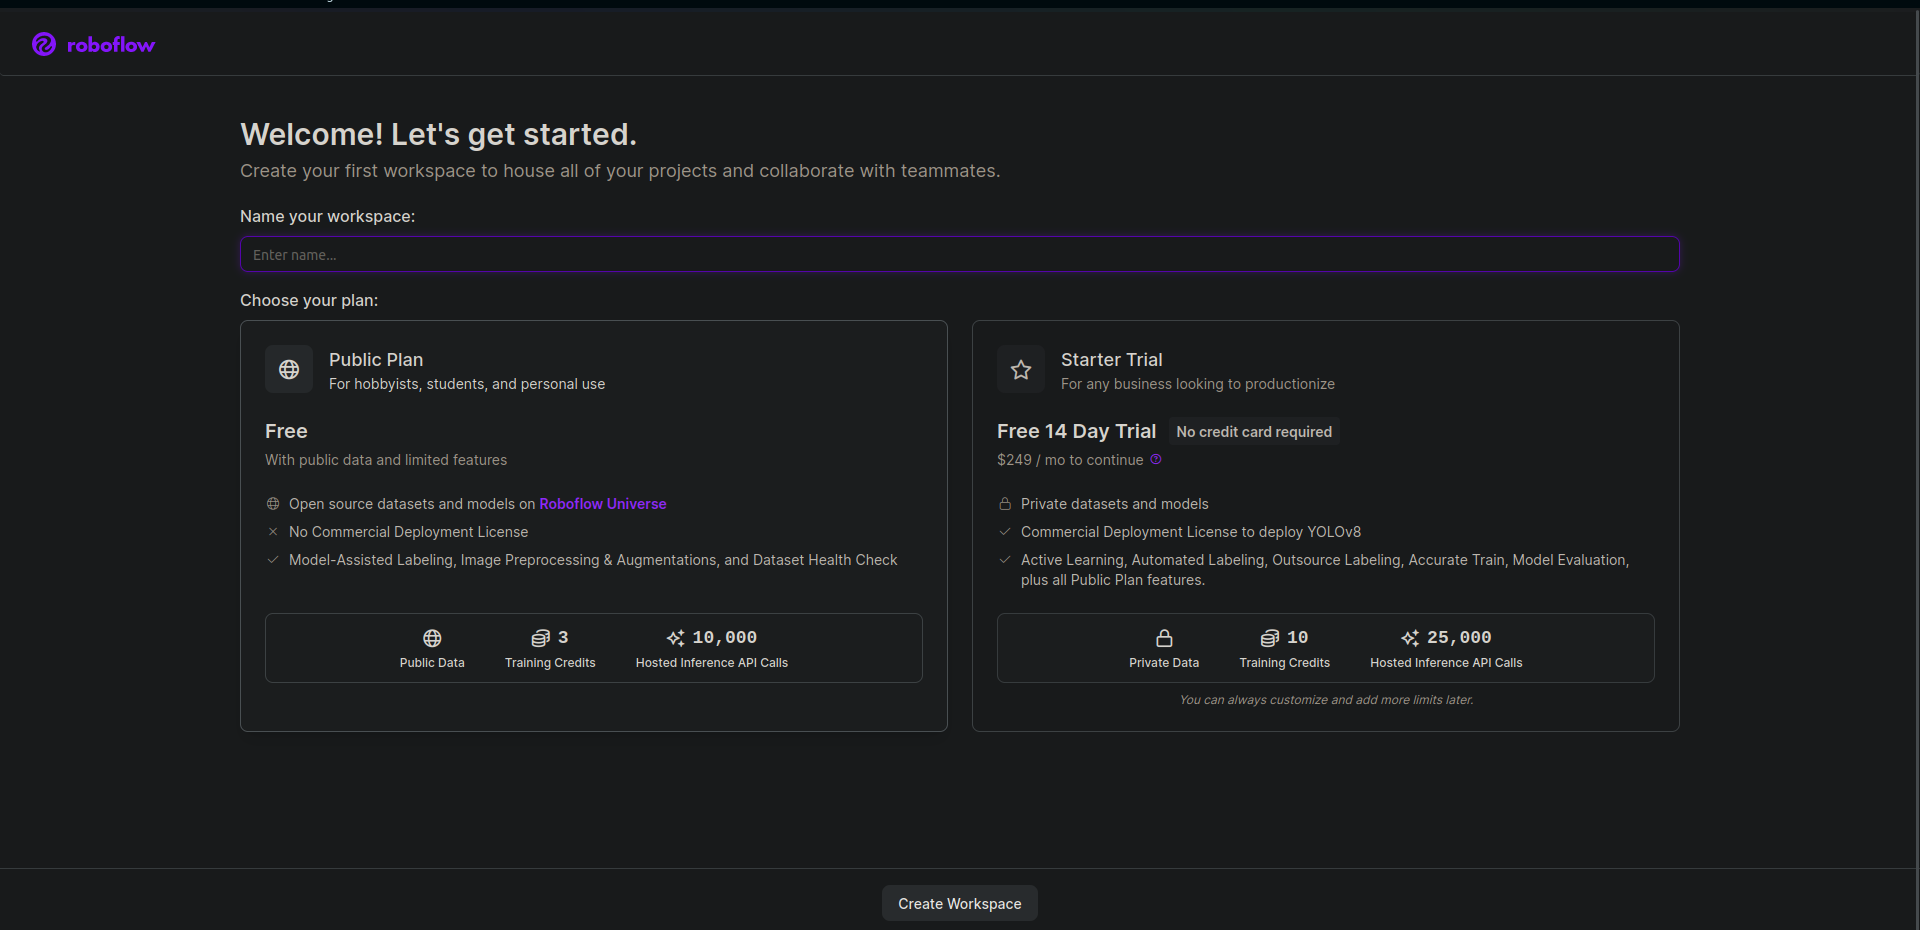 roboflow
Welcome! Let's get started.
Create your first workspace to house all of your projects and collaborate with teammates.
Name your workspace:
Enter name...
Choose your plan:
Public Plan
For hobbyists, students, and personal use
Free
With public data and limited features
Open source datasets and models on Roboflow Universe
No Commercial Deployment License
Model-Assisted Labeling, Image Preprocessing & Augmentations, and Dataset Health Check
3
10,000
Public Data
Training Credits
Hosted Inference API Calls
Starter Trial
For any business looking to productionize
Free 14 Day Trial
No credit card required
$249 / mo to continue
Private datasets and models
Commercial Deployment License to deploy YOLOv8
Active Learning, Automated Labeling, Outsource Labeling, Accurate Train, Model Evaluation,
plus all Public Plan features.
10
25,000
Private Data
Training Credits
Hosted Inference API Calls
You can always customize and add more limits later.
Create Workspace